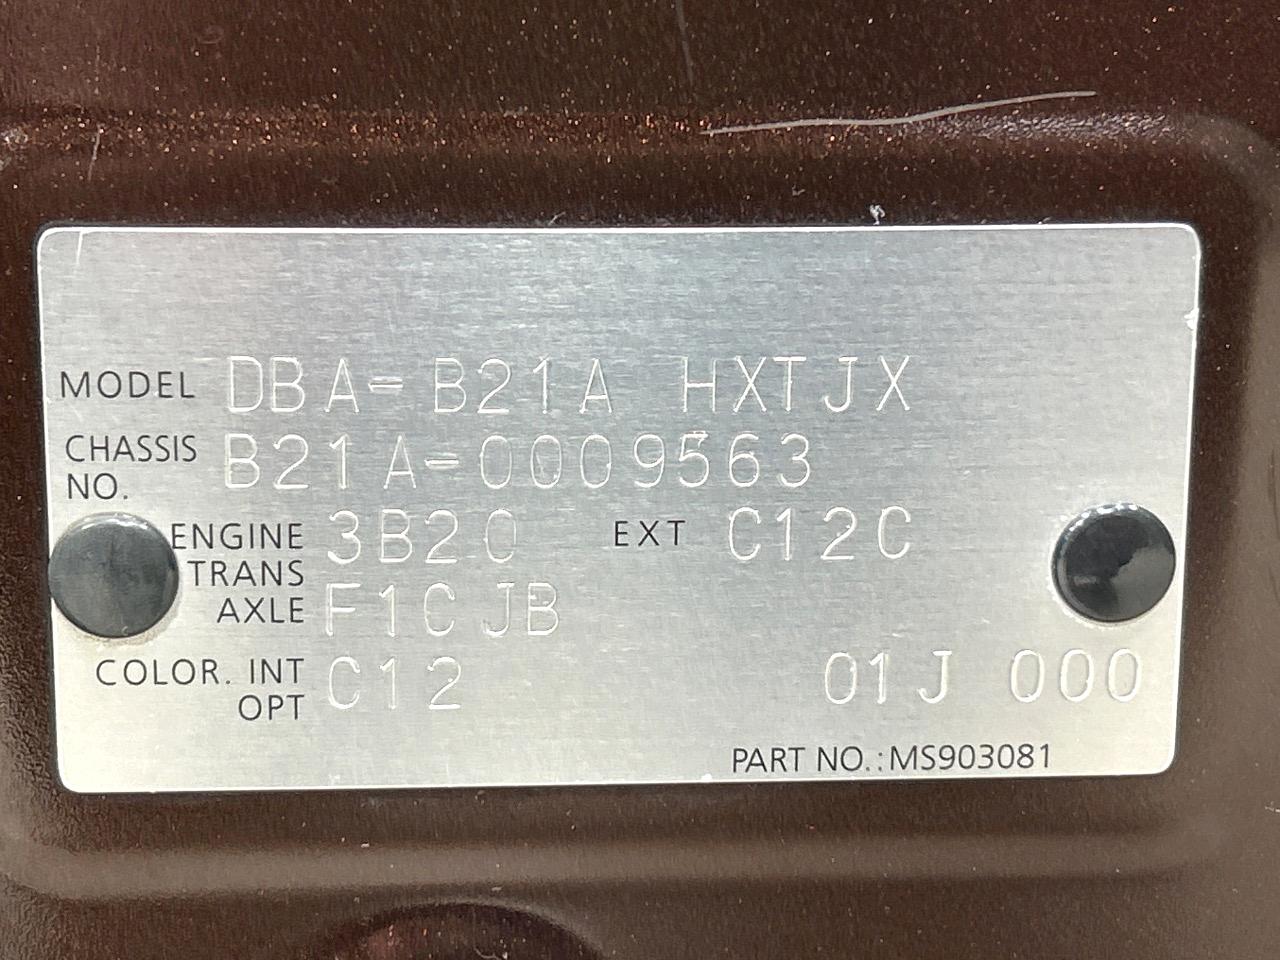 MODEL DBA-B21A HXTJX
CHASSIS NO. B21A-0009563
ENGINE 3B20 EXT C12C
TRANS AXLE F1CJB
COLOR. INT C12 01J 000
OPT
PART NO.:MS903081